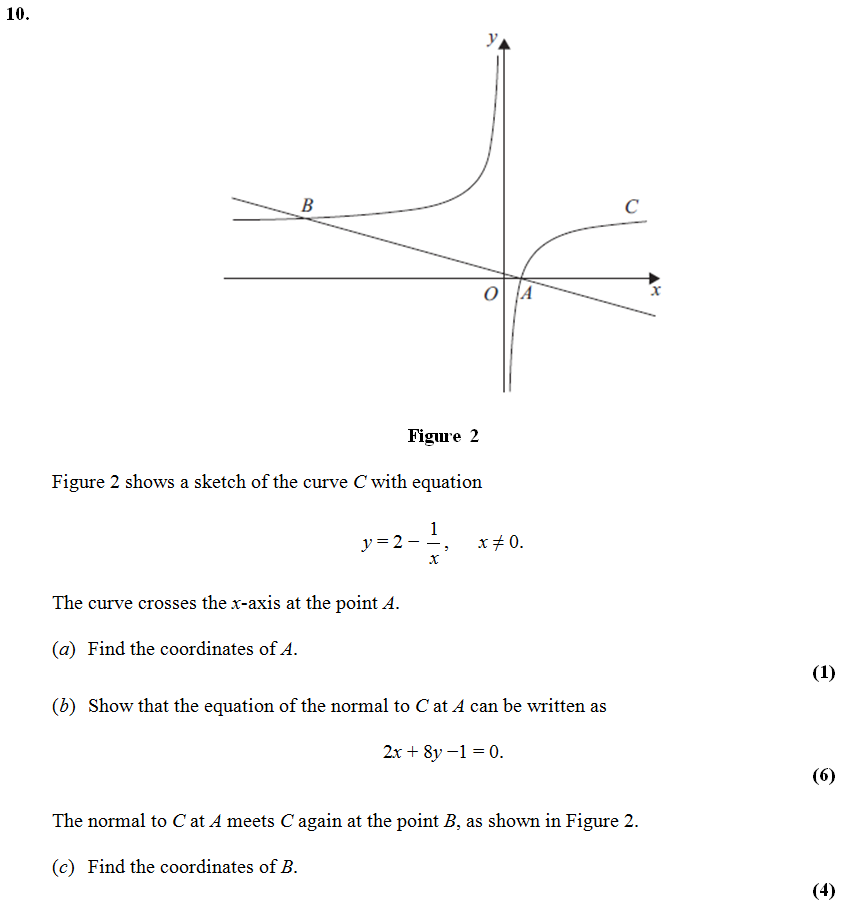 10.
y
B
C
O
A
x
Figure 2
Figure 2 shows a sketch of the curve C with equation
y = 2 − 1/x, x ≠ 0.
The curve crosses the x-axis at the point A.
(a) Find the coordinates of A.
(1)
(b) Show that the equation of the normal to C at A can be written as
2x + 8y −1 = 0.
(6)
The normal to C at A meets C again at the point B, as shown in Figure 2.
(c) Find the coordinates of B.
(4)